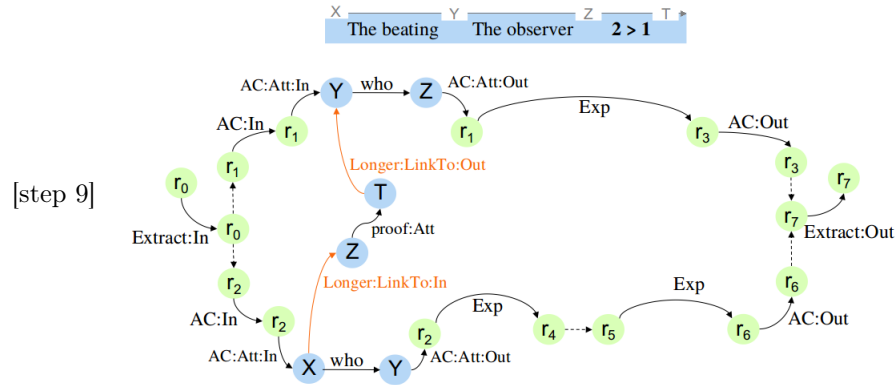 X Y Z T
The beating The observer 2 > 1
AC:Att:In Y who Z AC:Att:Out
Exp
AC:In r1 r1 r3 AC:Out
r1 Longer:LinkTo:Out r3
r0 T r7
[step 9]
proof:Att r7
Extract:In r0 Z Extract:Out
r2 Longer:LinkTo:In r6
AC:In Exp Exp
r2 r2 r4 r5 r6 AC:Out
AC:Att:In X who Y AC:Att:Out